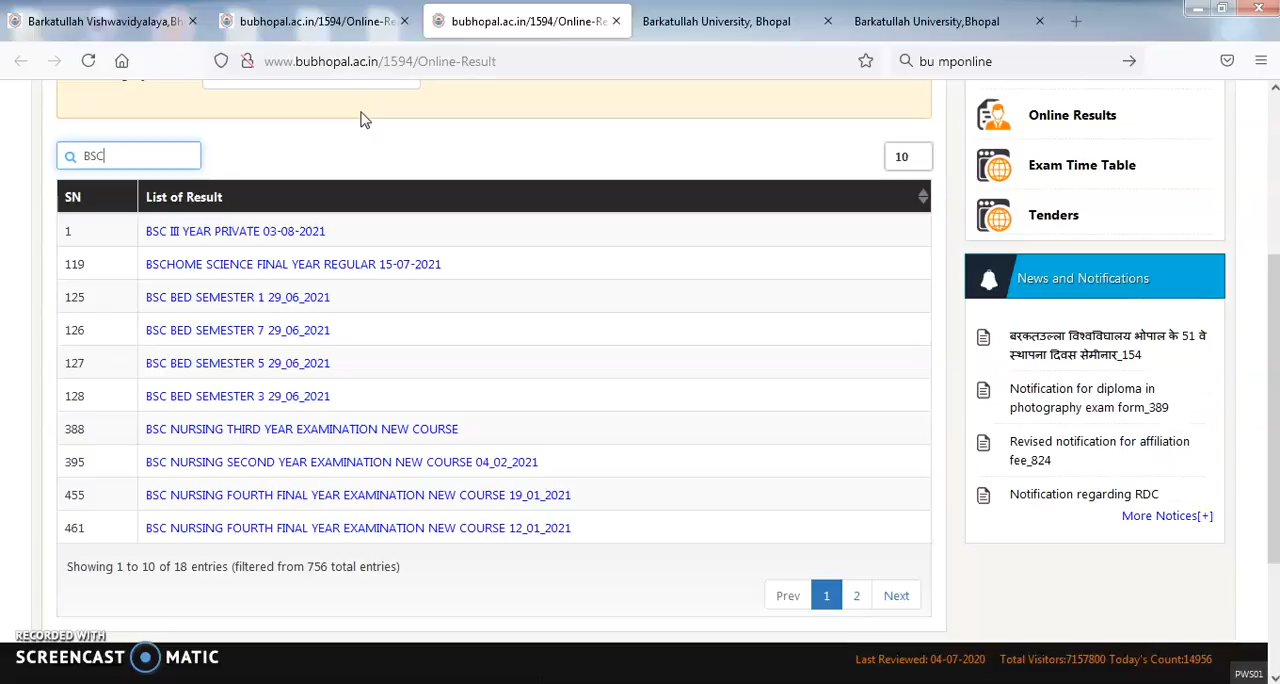 Barkatullah Vishwavidyalaya,Bh
bubhopal.ac.in/1594/Online-Re
bubhopal.ac.in/1594/Online-Re
Barkatullah University, Bhopal
Barkatullah University,Bhopal
www.bubhopal.ac.in/1594/Online-Result
bu mponline
BSC
10
SN List of Result
1 BSC III YEAR PRIVATE 03-08-2021
119 BSCHOME SCIENCE FINAL YEAR REGULAR 15-07-2021
125 BSC BED SEMESTER 1 29_06_2021
126 BSC BED SEMESTER 7 29_06_2021
127 BSC BED SEMESTER 5 29_06_2021
128 BSC BED SEMESTER 3 29_06_2021
388 BSC NURSING THIRD YEAR EXAMINATION NEW COURSE
395 BSC NURSING SECOND YEAR EXAMINATION NEW COURSE 04_02_2021
455 BSC NURSING FOURTH FINAL YEAR EXAMINATION NEW COURSE 19_01_2021
461 BSC NURSING FOURTH FINAL YEAR EXAMINATION NEW COURSE 12_01_2021
Showing 1 to 10 of 18 entries (filtered from 756 total entries)
Prev 1 2 Next
Online Results
Exam Time Table
Tenders
News and Notifications
बरकतउल्ला विश्वविघालय भोपाल के 51 वे
स्थापना दिवस सेमीनार_154
Notification for diploma in
photography exam form_389
Revised notification for affiliation
fee_824
Notification regarding RDC
More Notices[+]
RECORDED WITH
SCREENCAST MATIC
Last Reviewed: 04-07-2020 Total Visitors:7157800 Today's Count:14956
PWS01